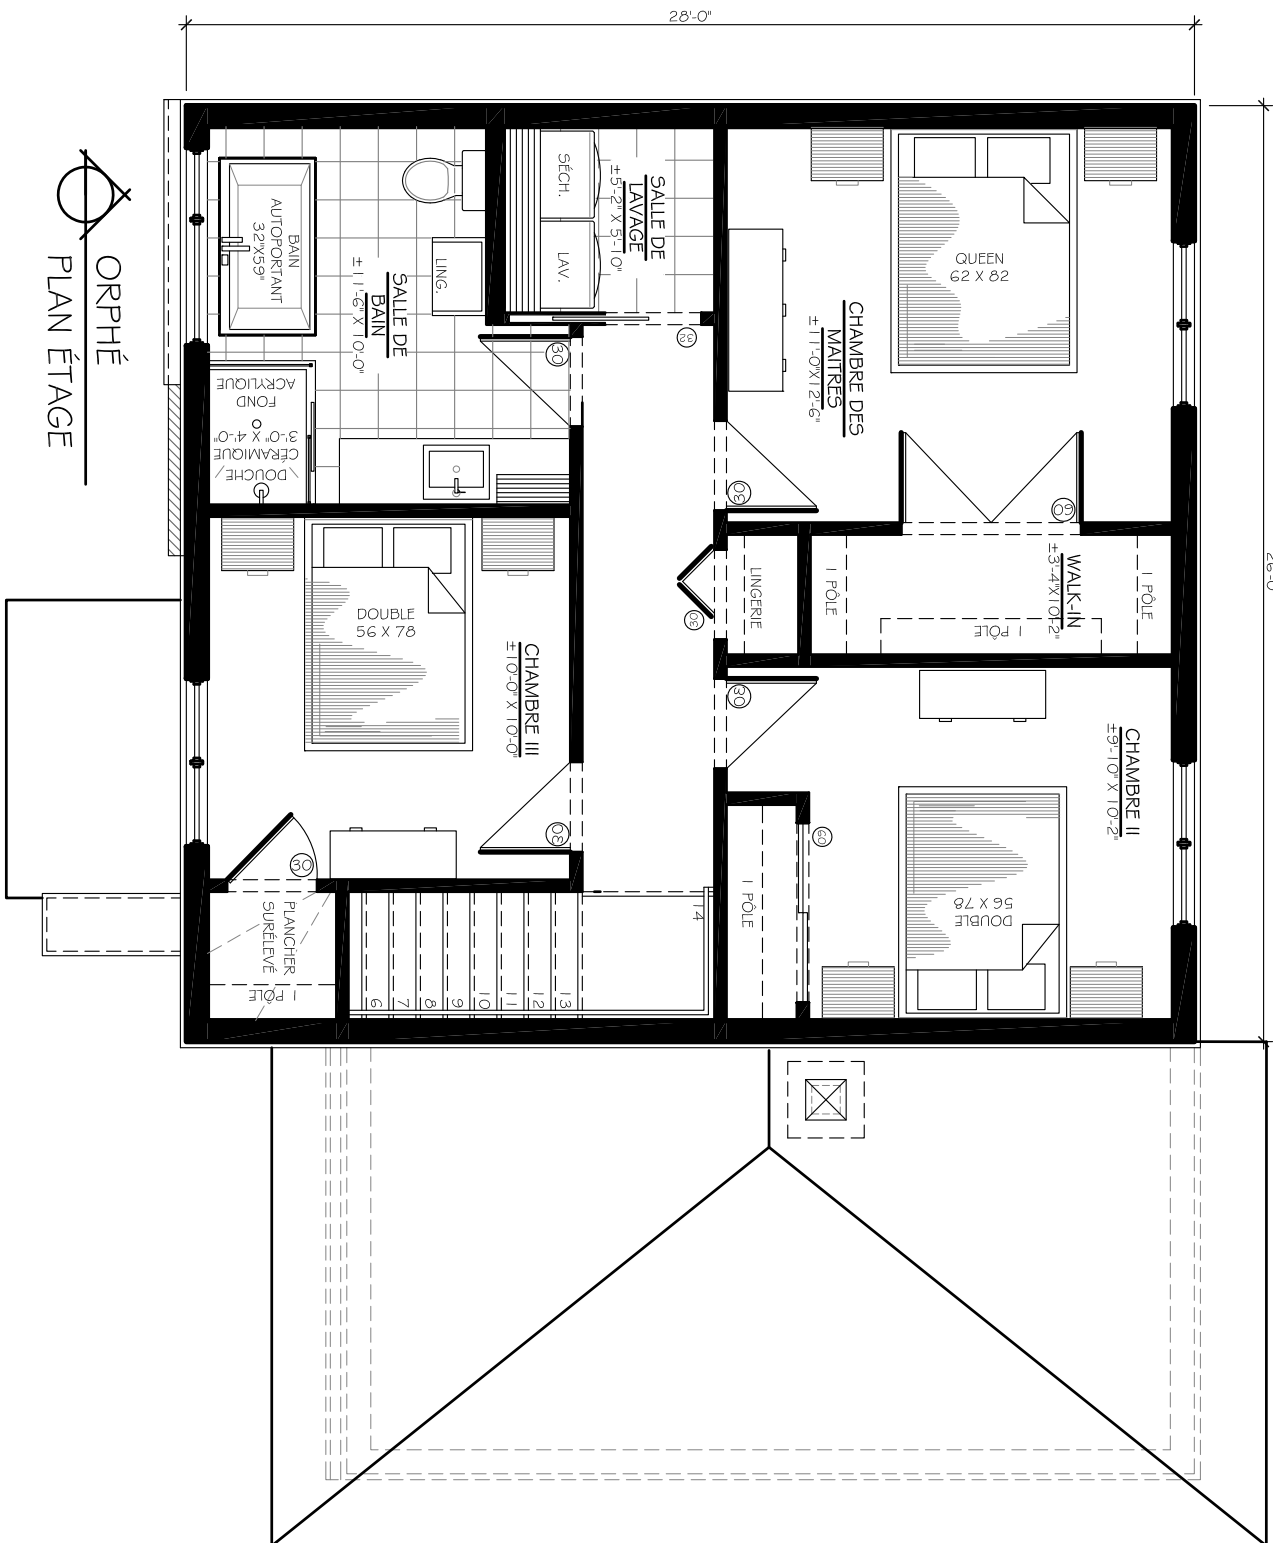 28'-0"
26'-0"
ORPHÉ
PLAN ÉTAGE
BAIN
AUTOPORTANT
32"X59"
SALLE DE
BAIN
±11'-6" X 10'-0"
LING.
SÉCH.
LAV.
SALLE DE
LAVAGE
±5'-2" X 5'-10"
32
30
DOUCHE
CÉRAMIQUE
3'-0" X 4'-0"
FOND
ACRYLIQUE
QUEEN
62 X 82
CHAMBRE DES
MAITRES
±11'-0"X12'-6"
30
60
WALK-IN
±3'-4"X10'-2"
1 PÔLE
1 PÔLE
1 PÔLE
LINGERIE
30
DOUBLE
56 X 78
CHAMBRE III
±10'-0" X 10'-0"
30
30
30
CHAMBRE II
±9'-10" X 10'-2"
60
1 PÔLE
DOUBLE
56 X 78
PLANCHER
SURÉLEVÉ
1 PÔLE
6
7
8
9
10
11
12
13
14